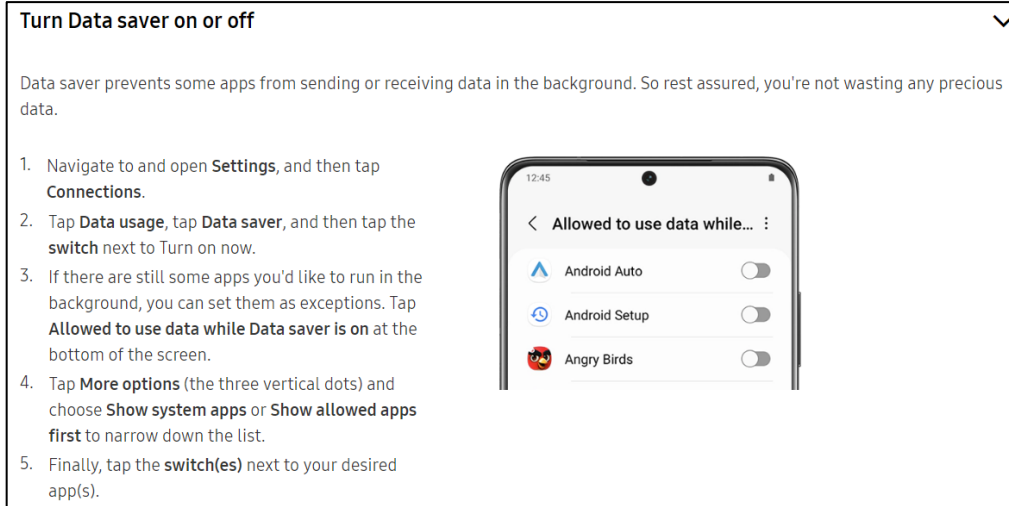 Turn Data saver on or off
Data saver prevents some apps from sending or receiving data in the background. So rest assured, you're not wasting any precious
data.
1. Navigate to and open Settings, and then tap
Connections.
2. Tap Data usage, tap Data saver, and then tap the
switch next to Turn on now.
3. If there are still some apps you'd like to run in the
background, you can set them as exceptions. Tap
Allowed to use data while Data saver is on at the
bottom of the screen.
4. Tap More options (the three vertical dots) and
choose Show system apps or Show allowed apps
first to narrow down the list.
5. Finally, tap the switch(es) next to your desired
app(s).
12:45
Allowed to use data while...
Android Auto
Android Setup
Angry Birds